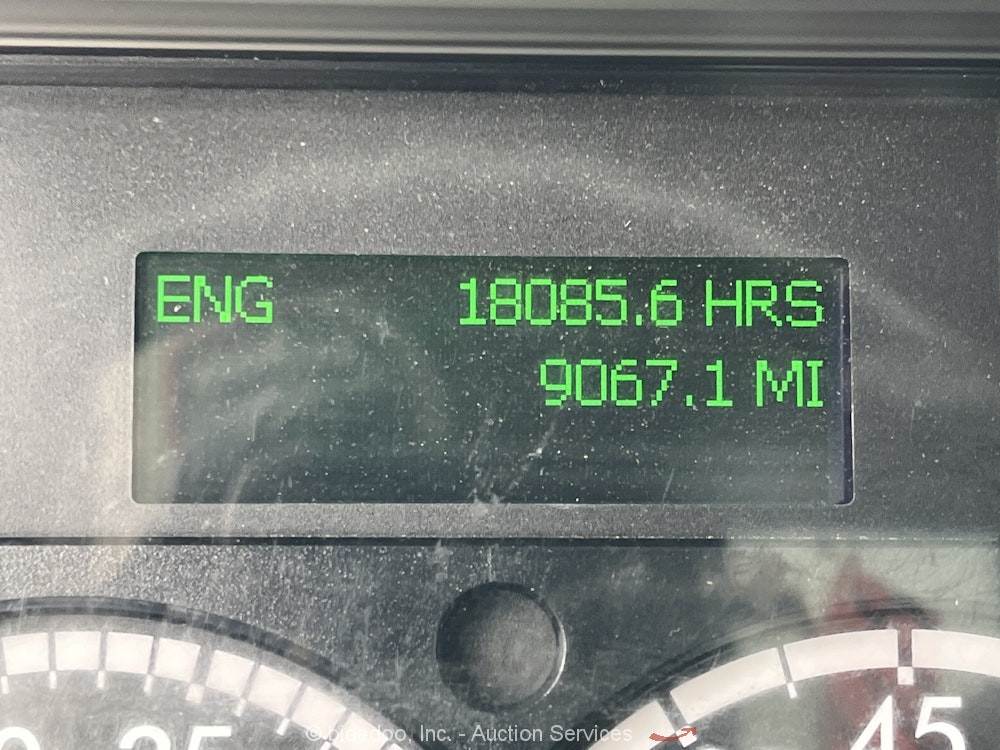 ENG 18085.6 HRS
9067.1 MI
45
Inc. - Auction Services